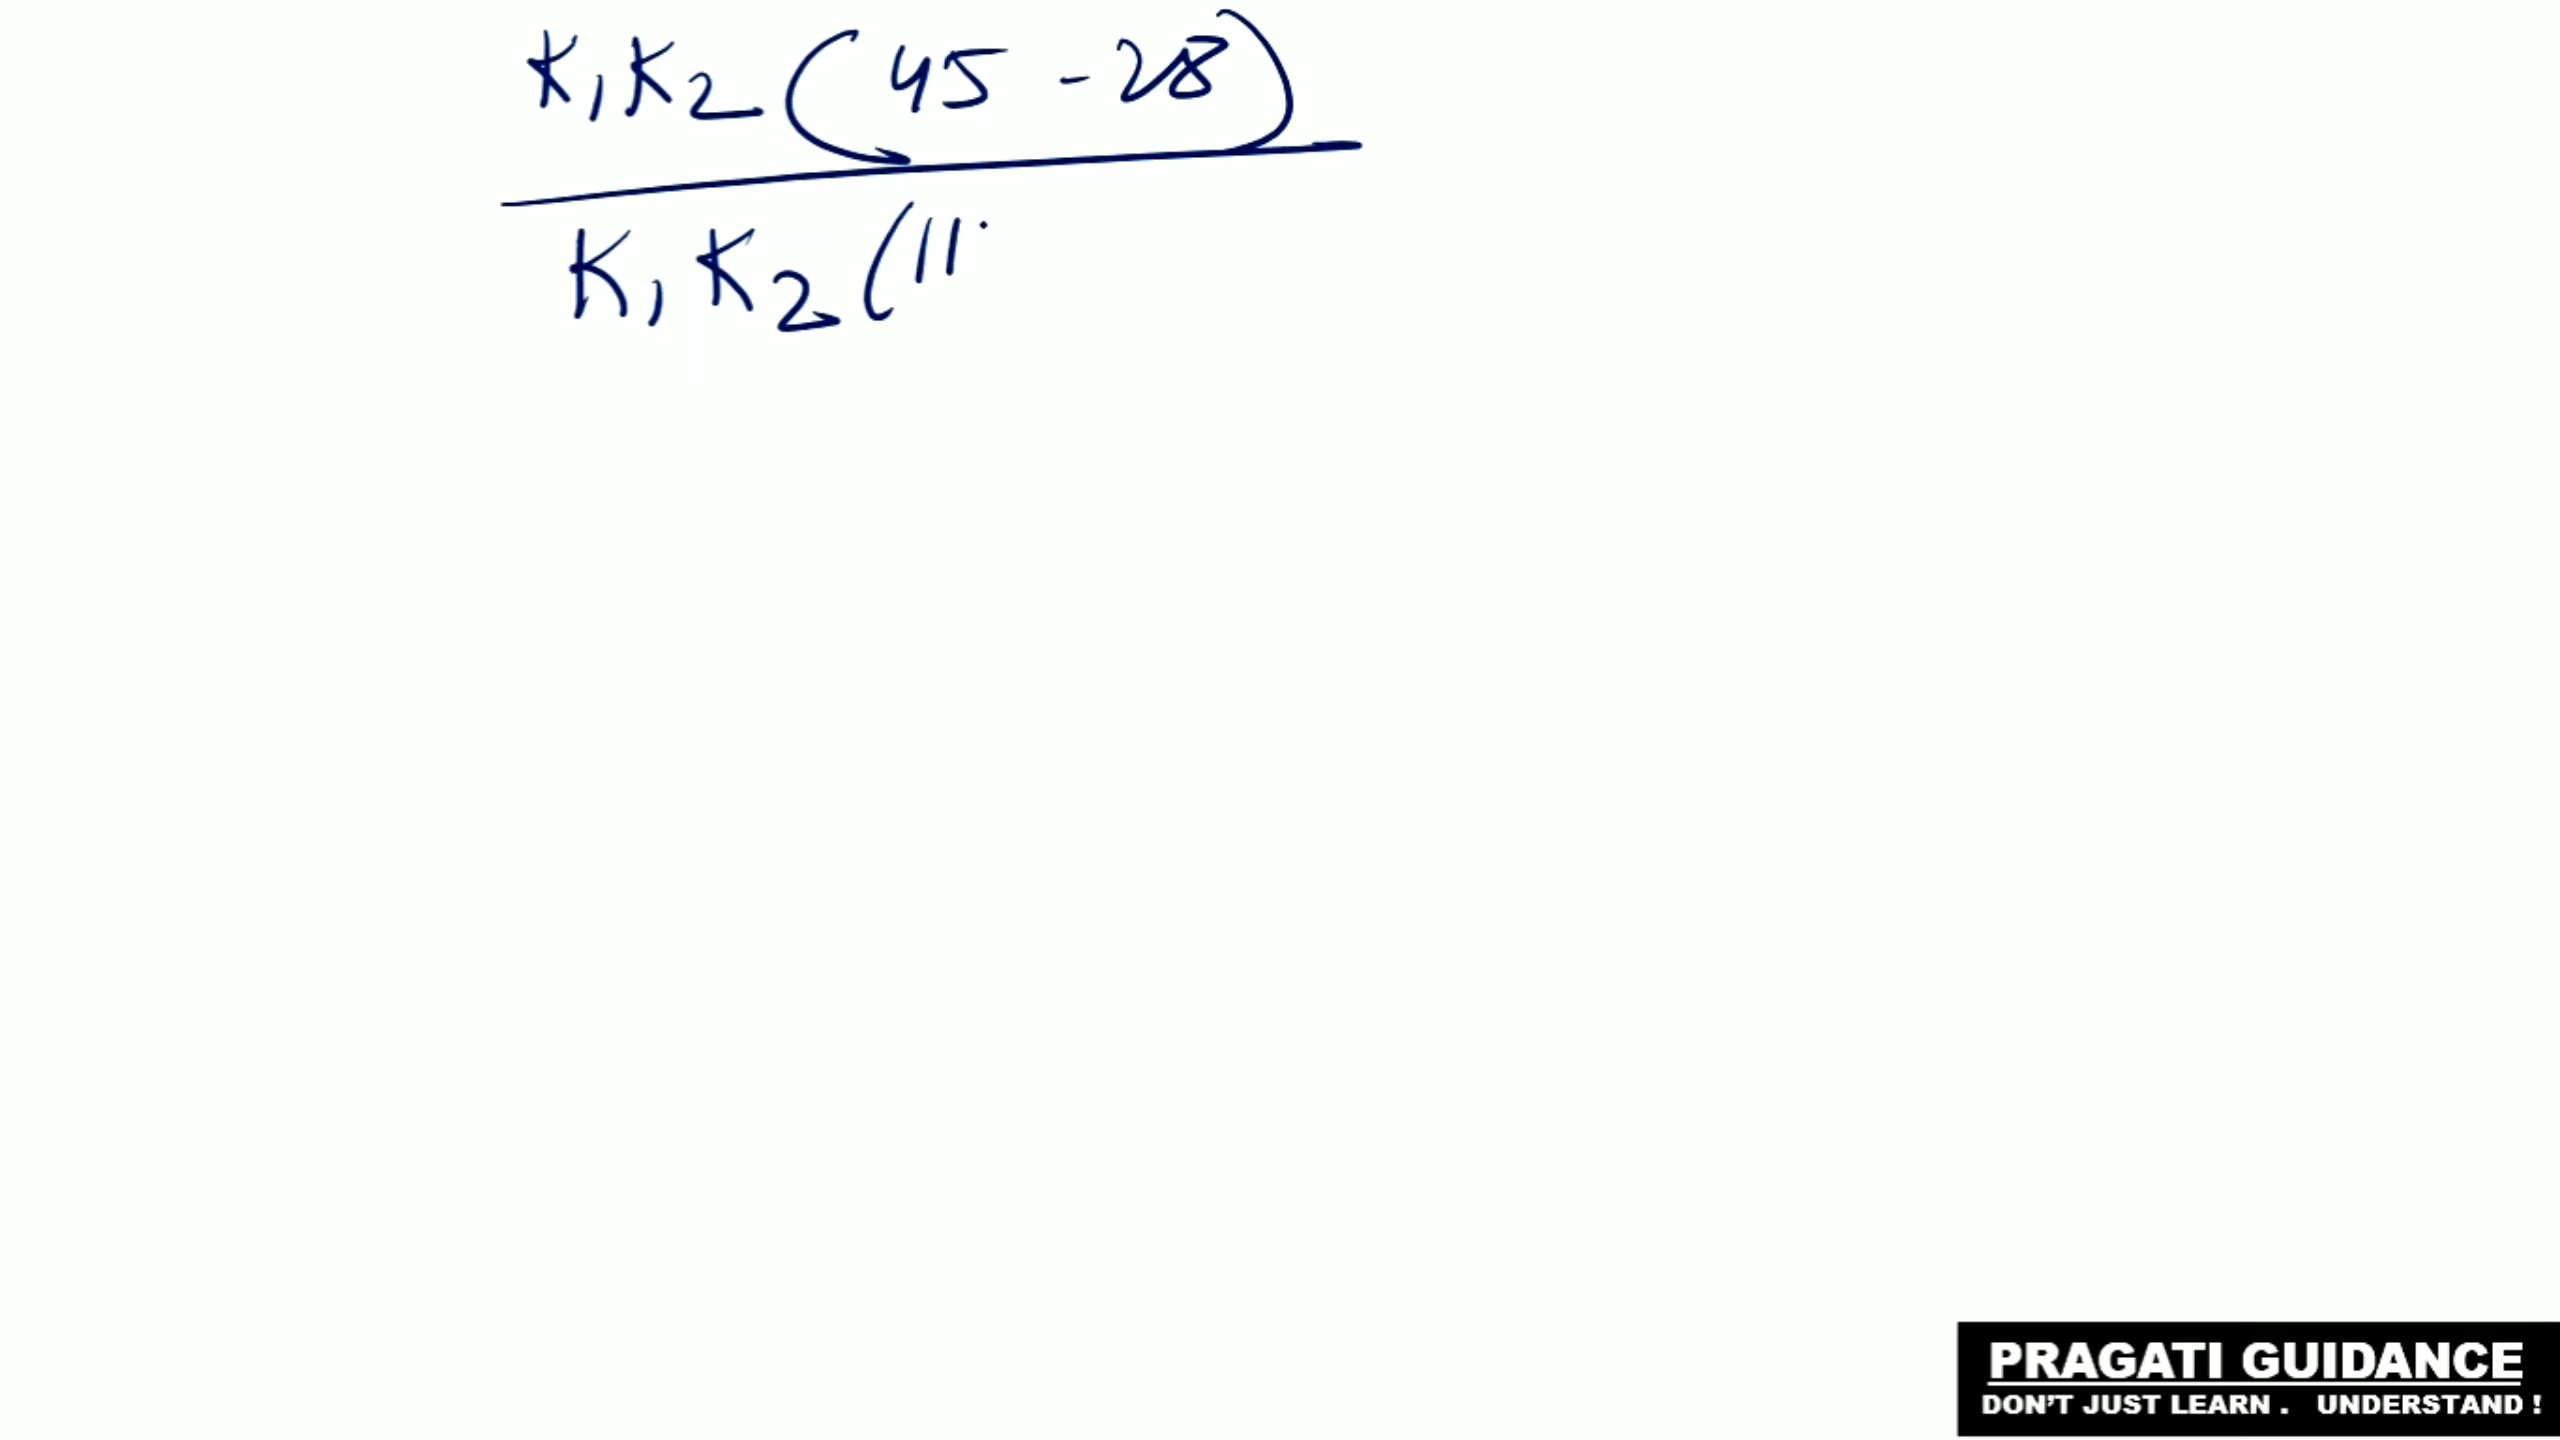 K1K2(45-28)
K1K2(11
PRAGATI GUIDANCE
DON'T JUST LEARN. UNDERSTAND!